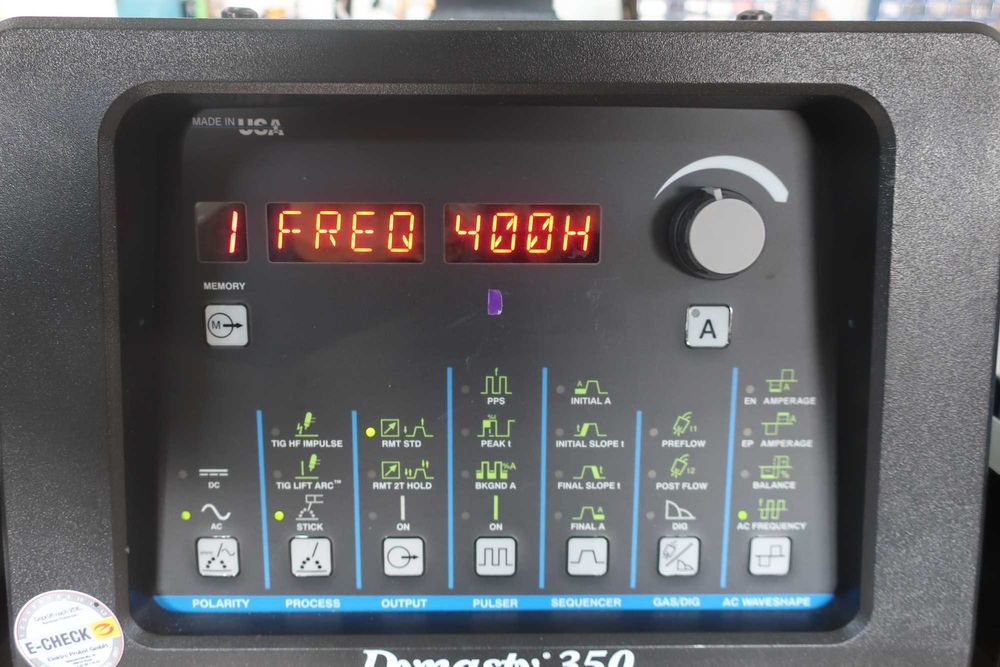 MADE IN USA
1 FREQ 400H
MEMORY
M
A
PPS
INITIAL A
EN AMPERAGE
TIG HF IMPULSE
RMT STD
PEAK t
INITIAL SLOPE t
PREFLOW
EP AMPERAGE
DC
TIG LIFT ARC™
RMT 2T HOLD
BKGND A
FINAL SLOPE t
POST FLOW
BALANCE
AC
STICK
ON
ON
FINAL A
DIG
AC FREQUENCY
POLARITY PROCESS OUTPUT PULSER SEQUENCER GAS/DIG AC WAVESHAPE
E-CHECK
350